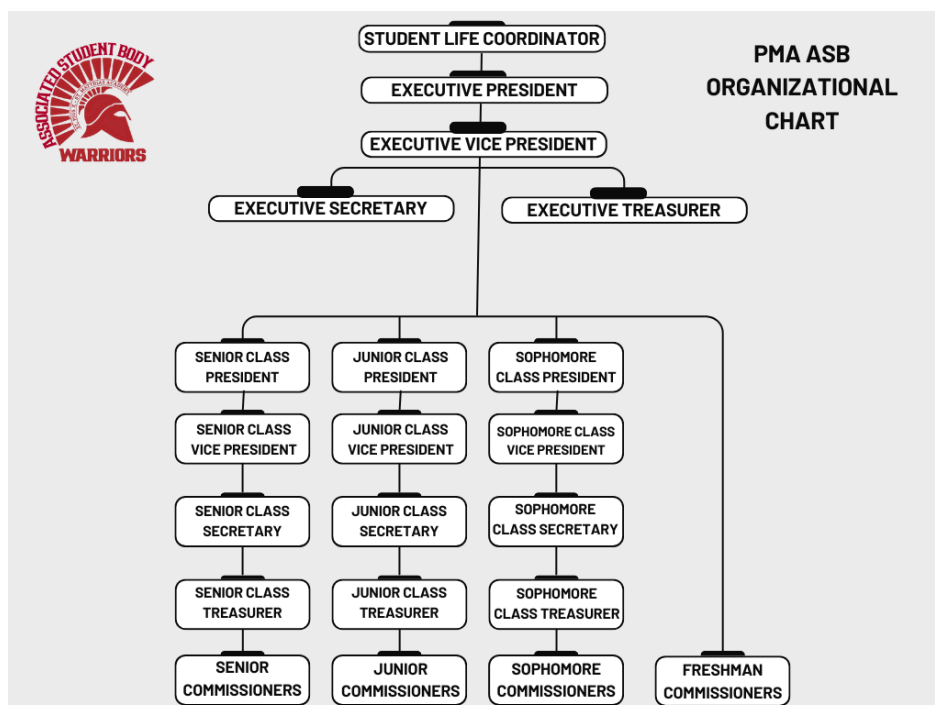 ASSOCIATED STUDENT BODY
WARRIORS
PMA ASB
ORGANIZATIONAL
CHART
STUDENT LIFE COORDINATOR
EXECUTIVE PRESIDENT
EXECUTIVE VICE PRESIDENT
EXECUTIVE SECRETARY
EXECUTIVE TREASURER
SENIOR CLASS
PRESIDENT
SENIOR CLASS
VICE PRESIDENT
SENIOR CLASS
SECRETARY
SENIOR CLASS
TREASURER
SENIOR
COMMISSIONERS
JUNIOR CLASS
PRESIDENT
JUNIOR CLASS
VICE PRESIDENT
JUNIOR CLASS
SECRETARY
JUNIOR CLASS
TREASURER
JUNIOR
COMMISSIONERS
SOPHOMORE
CLASS PRESIDENT
SOPHOMORE CLASS
VICE PRESIDENT
SOPHOMORE
CLASS SECRETARY
SOPHOMORE
CLASS TREASURER
SOPHOMORE
COMMISSIONERS
FRESHMAN
COMMISSIONERS